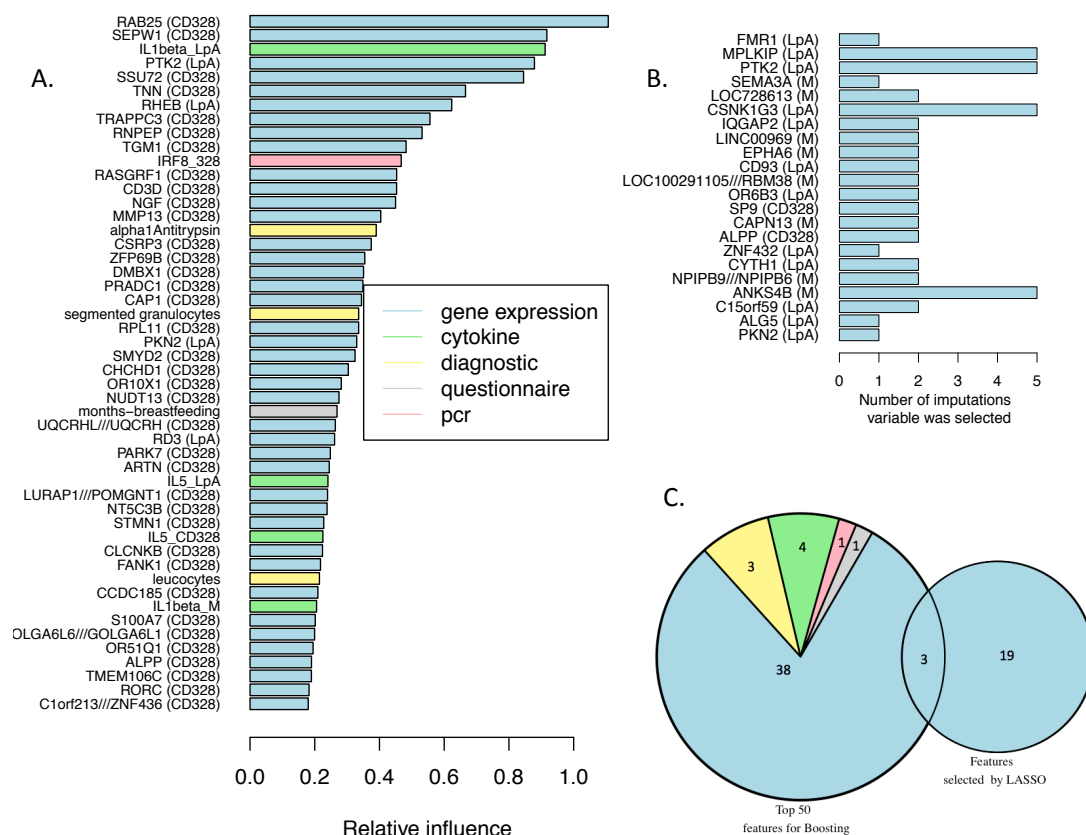 A.
RAB25 (CD328)
SEPW1 (CD328)
IL1beta_LpA
PTK2 (LpA)
SSU72 (CD328)
TNN (CD328)
RHEB (LpA)
TRAPPC3 (CD328)
RNPEP (CD328)
TGM1 (CD328)
IRF8_328
RASGRF1 (CD328)
CD3D (CD328)
NGF (CD328)
MMP13 (CD328)
alpha1Antitrypsin
CSRP3 (CD328)
ZFP69B (CD328)
DMBX1 (CD328)
PRADC1 (CD328)
CAP1 (CD328)
segmented granulocytes
RPL11 (CD328)
PKN2 (LpA)
SMYD2 (CD328)
CHCHD1 (CD328)
OR10X1 (CD328)
NUDT13 (CD328)
months−breastfeeding
UQCRHL///UQCRH (CD328)
RD3 (LpA)
PARK7 (CD328)
ARTN (CD328)
IL5_LpA
LURAP1///POMGNT1 (CD328)
NT5C3B (CD328)
STMN1 (CD328)
IL5_CD328
CLCNKB (CD328)
FANK1 (CD328)
leucocytes
CCDC185 (CD328)
IL1beta_M
S100A7 (CD328)
OLGA6L6///GOLGA6L1 (CD328)
OR51Q1 (CD328)
ALPP (CD328)
TMEM106C (CD328)
RORC (CD328)
C1orf213///ZNF436 (CD328)
0.0 0.2 0.4 0.6 0.8 1.0
Relative influence
gene expression
cytokine
diagnostic
questionnaire
pcr
B.
FMR1 (LpA)
MPLKIP (LpA)
PTK2 (LpA)
SEMA3A (M)
LOC728613 (M)
CSNK1G3 (LpA)
IQGAP2 (LpA)
LINC00969 (M)
EPHA6 (M)
CD93 (LpA)
LOC100291105///RBM38 (M)
OR6B3 (LpA)
SP9 (CD328
CAPN13 (M)
ALPP (CD328
ZNF432 (LpA)
CYTH1 (LpA)
NPIPB9///NPIPB6 (M)
ANKS4B (M)
C15orf59 (LpA)
ALG5 (LpA)
PKN2 (LpA)
0 1 2 3 4 5
Number of imputations
variable was selected
C.
3
4
1
1
38
3
19
Top 50
features for Boosting
Features
selected by LASSO